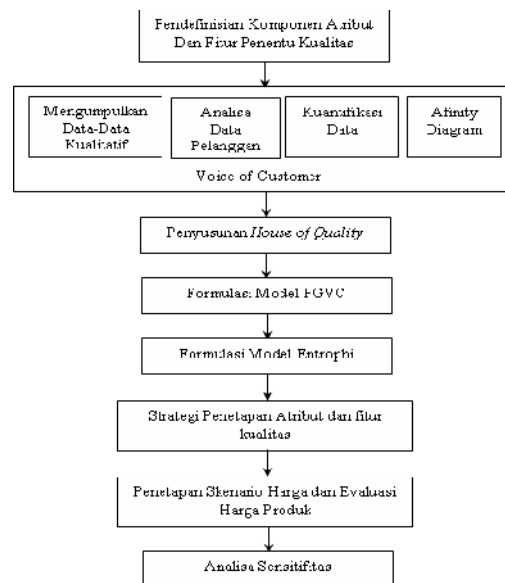 Pendefinisian Komponen Atribut
Dan Fitur Penentu Kualitas
Mengumpulkan
Data-Data
Kualitatif
Analisa
Data
Pelanggan
Kuantifikasi
Data
Afinity
Diagram
Voice of Customer
Penyusunan House of Quality
Formulasi Model PGVC
Formulasi Model Entrophi
Strategi Penetapan Atribut dan fitur
kualitas
Penetapan Skenario Harga dan Evaluasi
Harga Produk
Analisa Sensitifitas